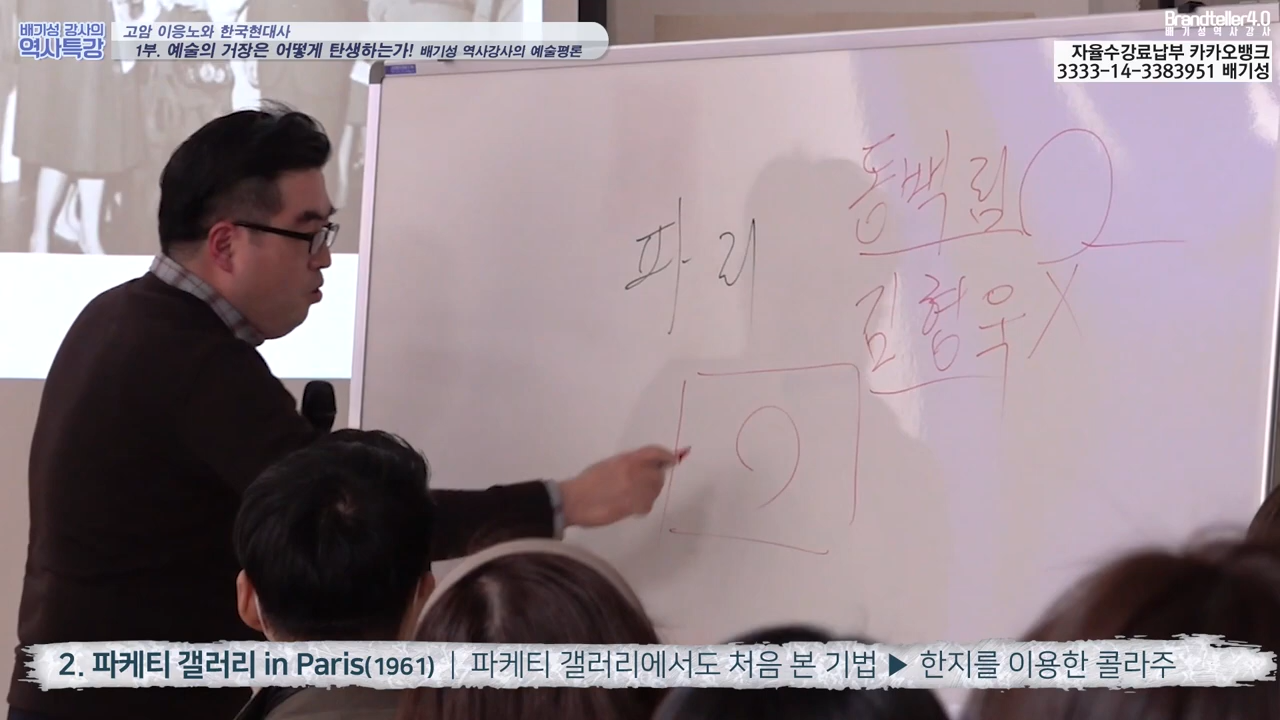 배기성 강사의
역사특강
고암 이응노와 한국현대사
1부. 예술의 거장은 어떻게 탄생하는가! 배기성 역사강사의 예술평론
Brandteller4.0
배기성역사강사
자율수강료납부 카카오뱅크
3333-14-3383951 배기성
동백림
파리
김형욱 X
2. 파케티 갤러리 in Paris(1961) | 파케티 갤러리에서도 처음 본 기법 ▶ 한지를 이용한 콜라주